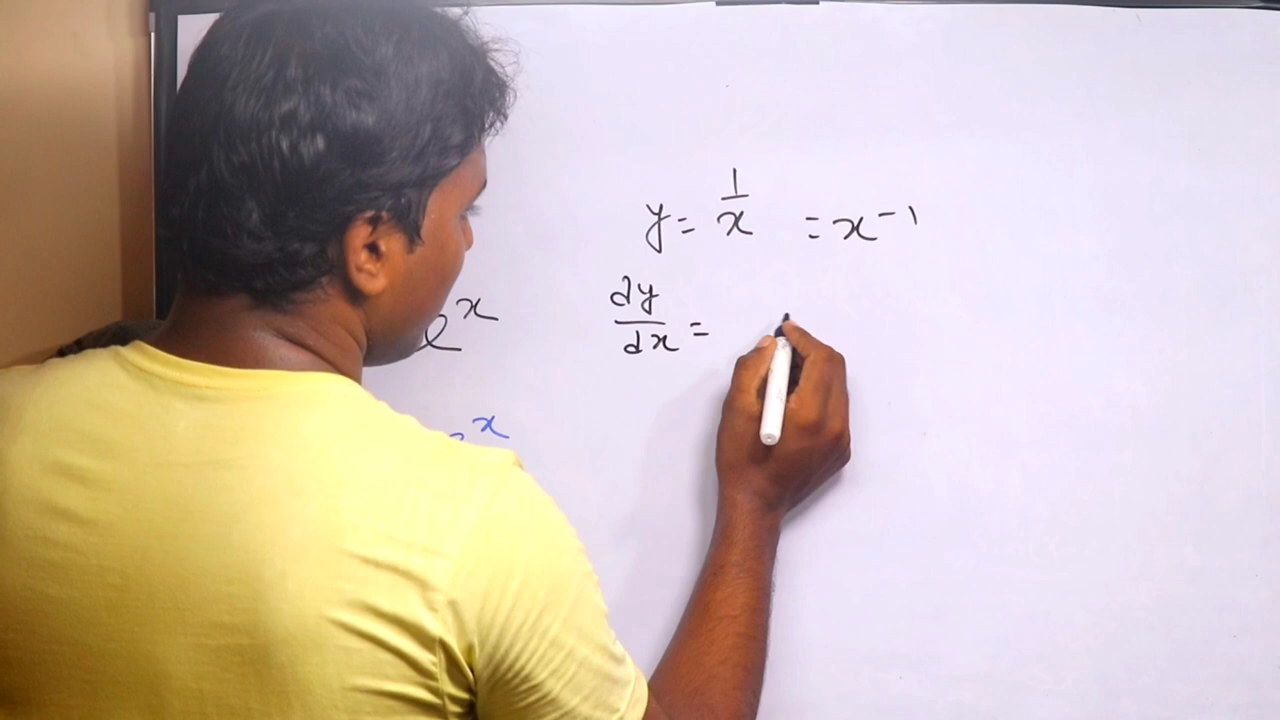 y = 1/x = x⁻¹
dy/dx =
eˣ
x